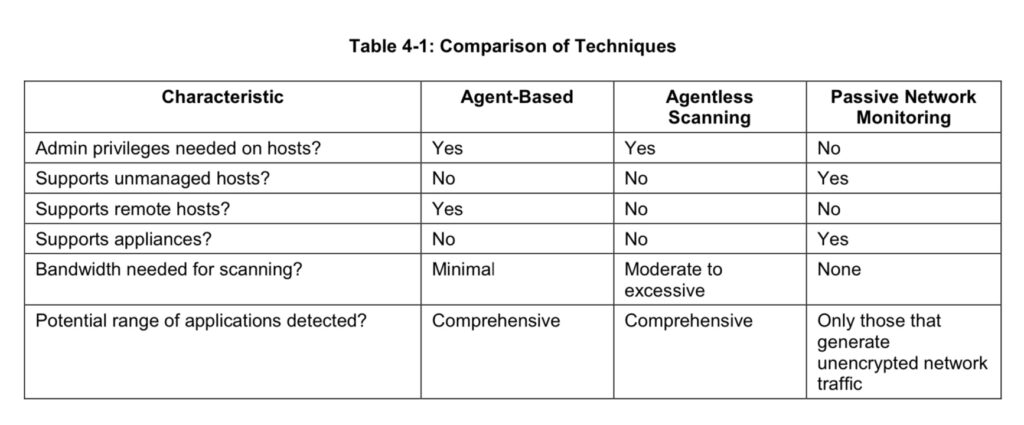 Table 4-1: Comparison of Techniques
Characteristic Agent-Based Agentless Scanning Passive Network Monitoring
Admin privileges needed on hosts? Yes Yes No
Supports unmanaged hosts? No No Yes
Supports remote hosts? Yes No No
Supports appliances? No No Yes
Bandwidth needed for scanning? Minimal Moderate to excessive None
Potential range of applications detected? Comprehensive Comprehensive Only those that generate unencrypted network traffic